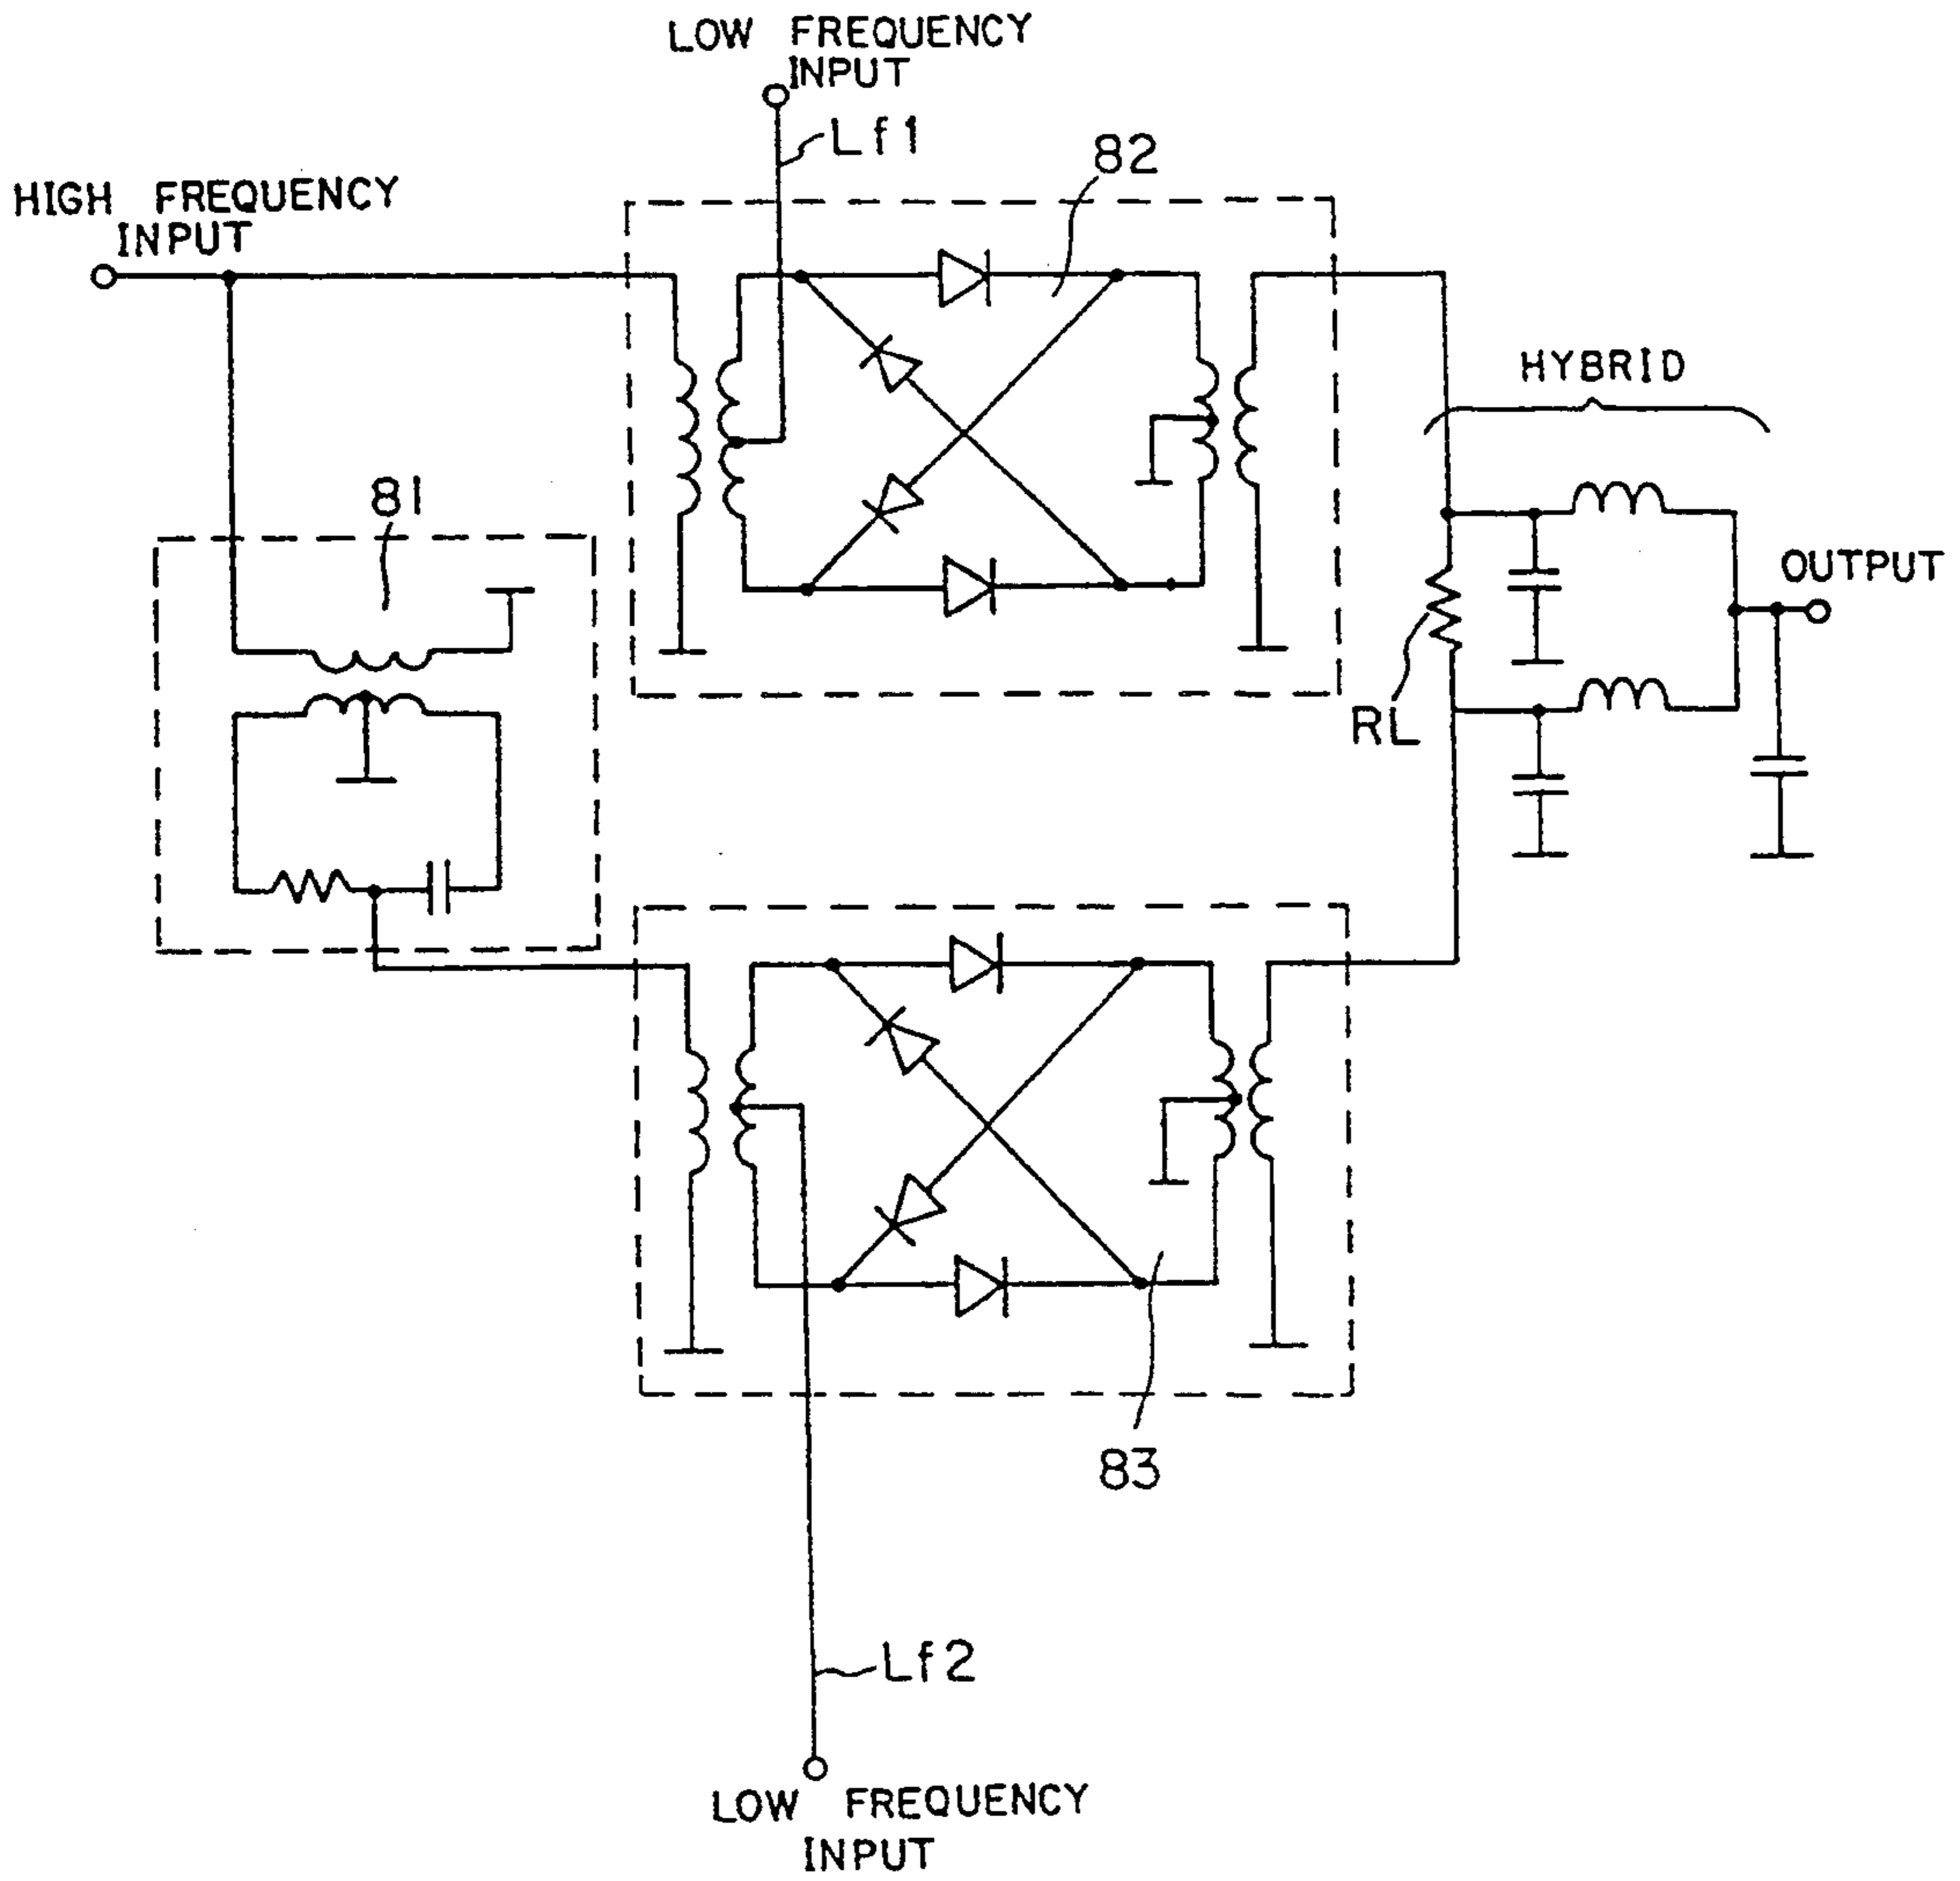 LOW FREQUENCY
INPUT
Lf1
82
HIGH FREQUENCY
INPUT
HYBRID
81
OUTPUT
RL
83
Lf2
LOW FREQUENCY
INPUT